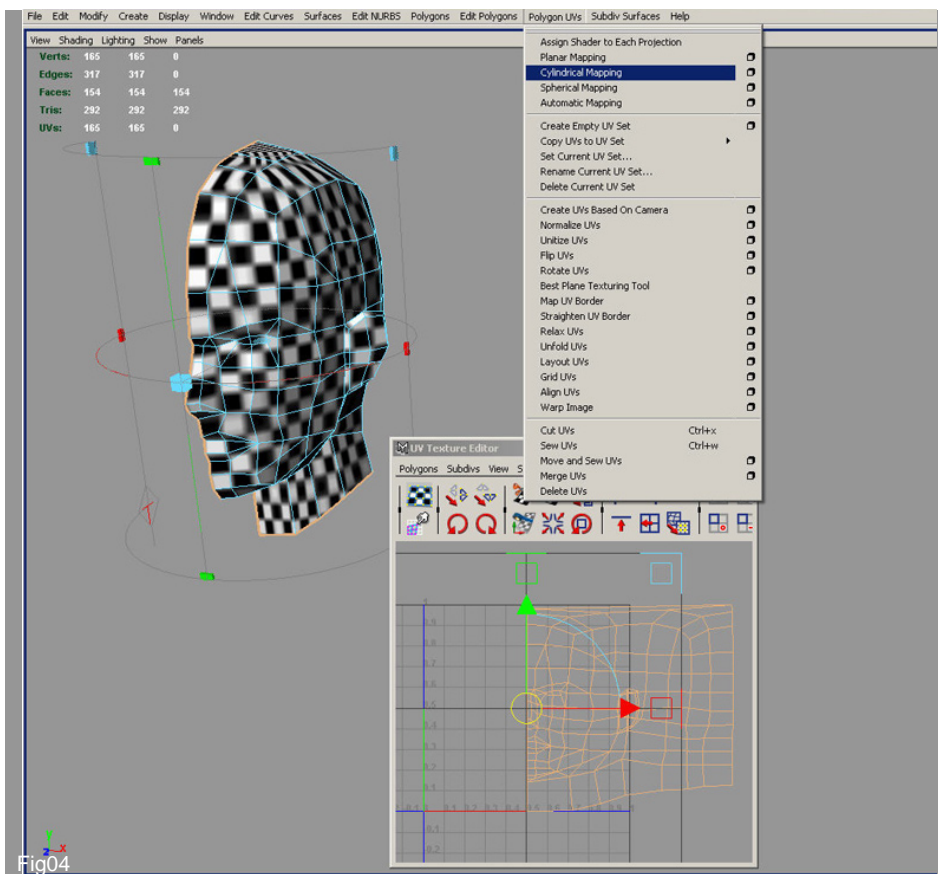 File Edit Modify Create Display Window Edit Curves Surfaces Edit NURBS Polygons Edit Polygons Polygon UVs Subdiv Surfaces Help
View Shading Lighting Show Panels
Verts: 165 165 0
Edges: 317 317 0
Faces: 154 154 154
Tris: 292 292 292
UVs: 165 165 0
Assign Shader to Each Projection
Planar Mapping
Cylindrical Mapping
Spherical Mapping
Automatic Mapping
Create Empty UV Set
Copy UVs to UV Set
Set Current UV Set...
Rename Current UV Set...
Delete Current UV Set
Create UVs Based On Camera
Normalize UVs
Unitize UVs
Flip UVs
Rotate UVs
Best Plane Texturing Tool
Map UV Border
Straighten UV Border
Relax UVs
Unfold UVs
Layout UVs
Grid UVs
Align UVs
Warp Image
Cut UVs Ctrl+x
Sew UVs Ctrl+w
Move and Sew UVs
Merge UVs
Delete UVs
UV Texture Editor
Polygons Subdivs View S
Y
Z X
Fig04